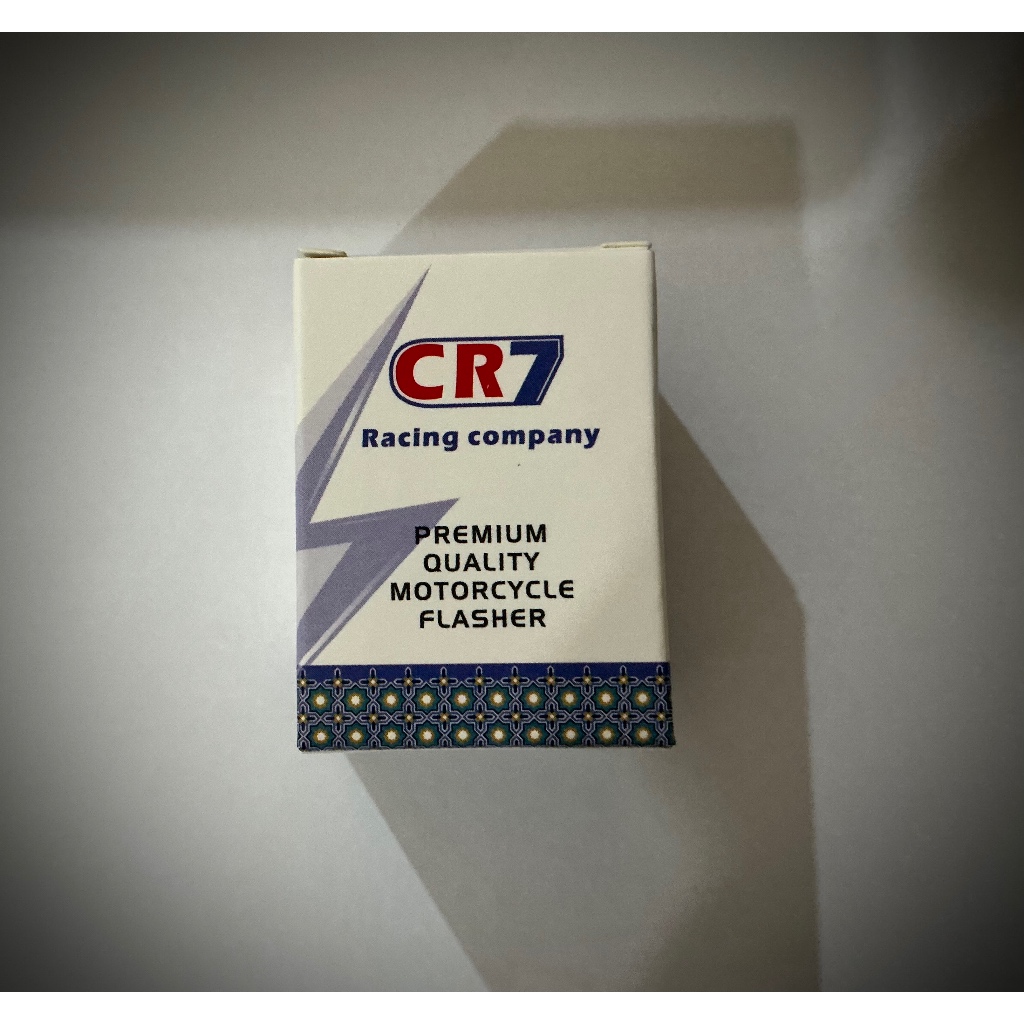 CR7
Racing company
PREMIUM
QUALITY
MOTORCYCLE
FLASHER